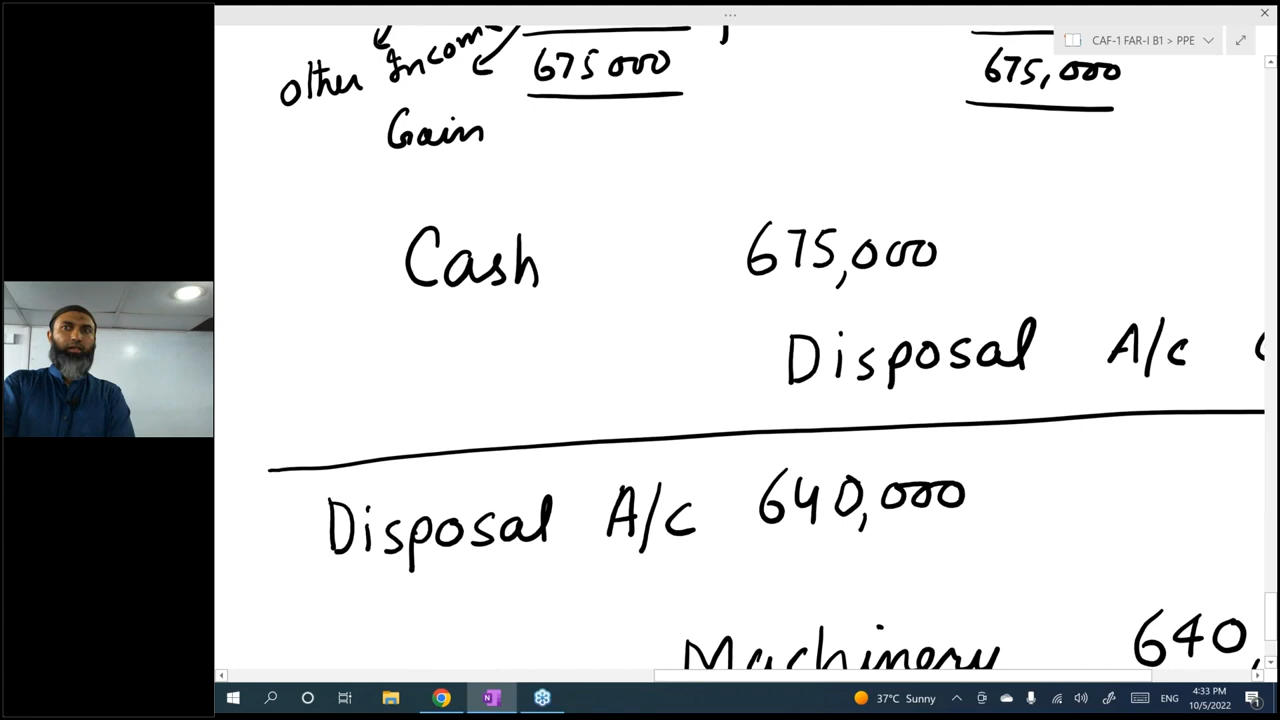 CAF-1 FAR-I B1 > PPE
other Income
675000
675,000
Gain
Cash 675,000
Disposal A/c
Disposal A/c 640,000
Machinery 640,
37°C Sunny
ENG
4:33 PM
10/5/2022